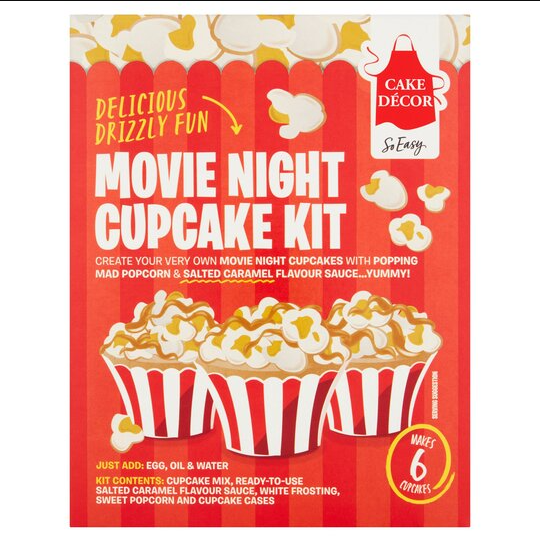 CAKE
DÉCOR
So Easy
DELICIOUS
DRIZZLY FUN
MOVIE NIGHT
CUPCAKE KIT
CREATE YOUR VERY OWN MOVIE NIGHT CUPCAKES WITH POPPING
MAD POPCORN & SALTED CARAMEL FLAVOUR SAUCE...YUMMY!
SERVING SUGGESTION
JUST ADD: EGG, OIL & WATER
KIT CONTENTS: CUPCAKE MIX, READY-TO-USE
SALTED CARAMEL FLAVOUR SAUCE, WHITE FROSTING,
SWEET POPCORN AND CUPCAKE CASES
MAKES
6
CUPCAKES